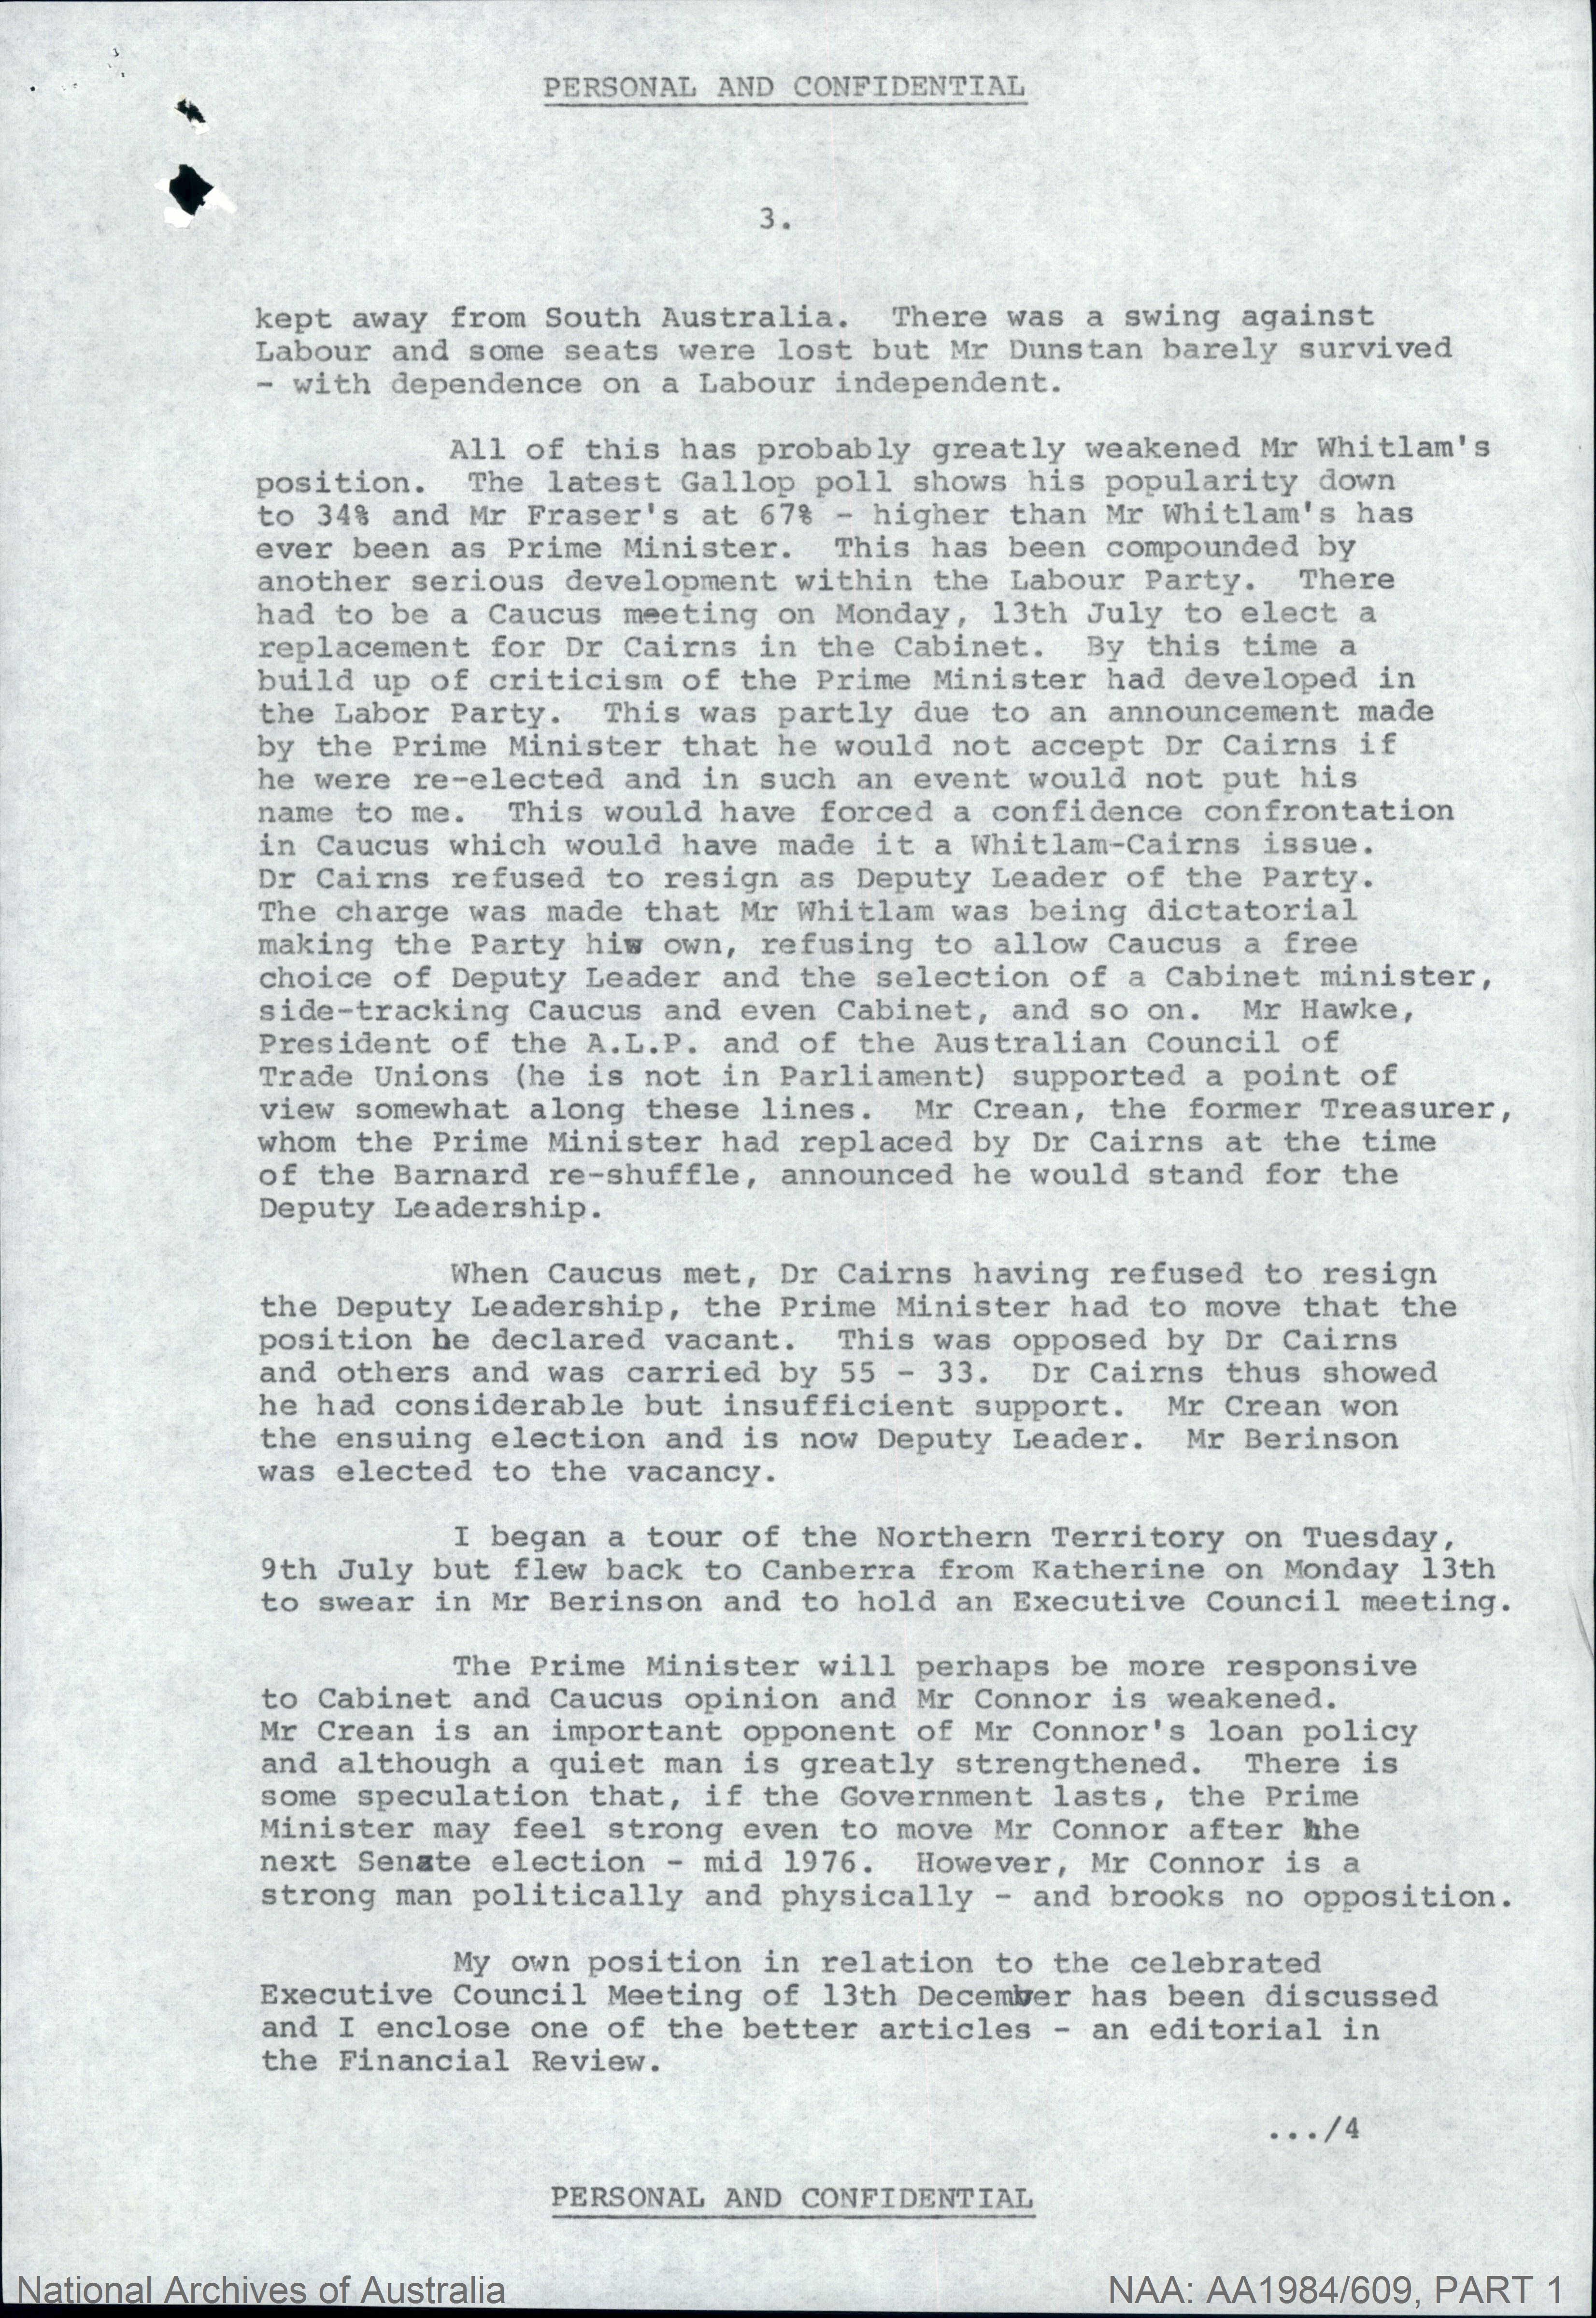 PERSONAL AND CONFIDENTIAL
3.
kept away from South Australia. There was a swing against
Labour and some seats were lost but Mr Dunstan barely survived
- with dependence on a Labour independent.
All of this has probably greatly weakened Mr Whitlam's
position. The latest Gallop poll shows his popularity down
to 34% and Mr Fraser's at 67% - higher than Mr Whitlam's has
ever been as Prime Minister. This has been compounded by
another serious development within the Labour Party. There
had to be a Caucus meeting on Monday, 13th July to elect a
replacement for Dr Cairns in the Cabinet. By this time a
build up of criticism of the Prime Minister had developed in
the Labor Party. This was partly due to an announcement made
by the Prime Minister that he would not accept Dr Cairns if
he were re-elected and in such an event would not put his
name to me. This would have forced a confidence confrontation
in Caucus which would have made it a Whitlam-Cairns issue.
Dr Cairns refused to resign as Deputy Leader of the Party.
The charge was made that Mr Whitlam was being dictatorial
making the Party his own, refusing to allow Caucus a free
choice of Deputy Leader and the selection of a Cabinet minister,
side-tracking Caucus and even Cabinet, and so on. Mr Hawke,
President of the A.L.P. and of the Australian Council of
Trade Unions (he is not in Parliament) supported a point of
view somewhat along these lines. Mr Crean, the former Treasurer,
whom the Prime Minister had replaced by Dr Cairns at the time
of the Barnard re-shuffle, announced he would stand for the
Deputy Leadership.
When Caucus met, Dr Cairns having refused to resign
the Deputy Leadership, the Prime Minister had to move that the
position be declared vacant. This was opposed by Dr Cairns
and others and was carried by 55 - 33. Dr Cairns thus showed
he had considerable but insufficient support. Mr Crean won
the ensuing election and is now Deputy Leader. Mr Berinson
was elected to the vacancy.
I began a tour of the Northern Territory on Tuesday,
9th July but flew back to Canberra from Katherine on Monday 13th
to swear in Mr Berinson and to hold an Executive Council meeting.
The Prime Minister will perhaps be more responsive
to Cabinet and Caucus opinion and Mr Connor is weakened.
Mr Crean is an important opponent of Mr Connor's loan policy
and although a quiet man is greatly strengthened. There is
some speculation that, if the Government lasts, the Prime
Minister may feel strong even to move Mr Connor after the
next Senate election - mid 1976. However, Mr Connor is a
strong man politically and physically - and brooks no opposition.
My own position in relation to the celebrated
Executive Council Meeting of 13th December has been discussed
and I enclose one of the better articles - an editorial in
the Financial Review.
.../4
PERSONAL AND CONFIDENTIAL
National Archives of Australia
NAA: AA1984/609, PART 1